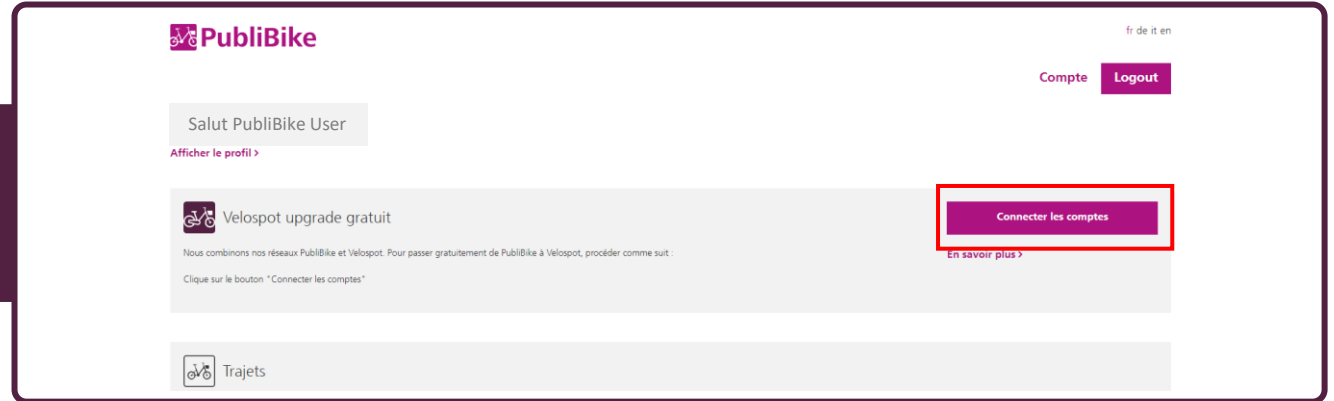 PubliBike
fr de it en
Compte
Logout
Salut PubliBike User
Afficher le profil >
Velospot upgrade gratuit
Connecter les comptes
Nous combinons nos réseaux PubliBike et Velospot. Pour passer gratuitement de PubliBike à Velospot, procéder comme suit :
En savoir plus >
Clique sur le bouton "Connecter les comptes"
Trajets